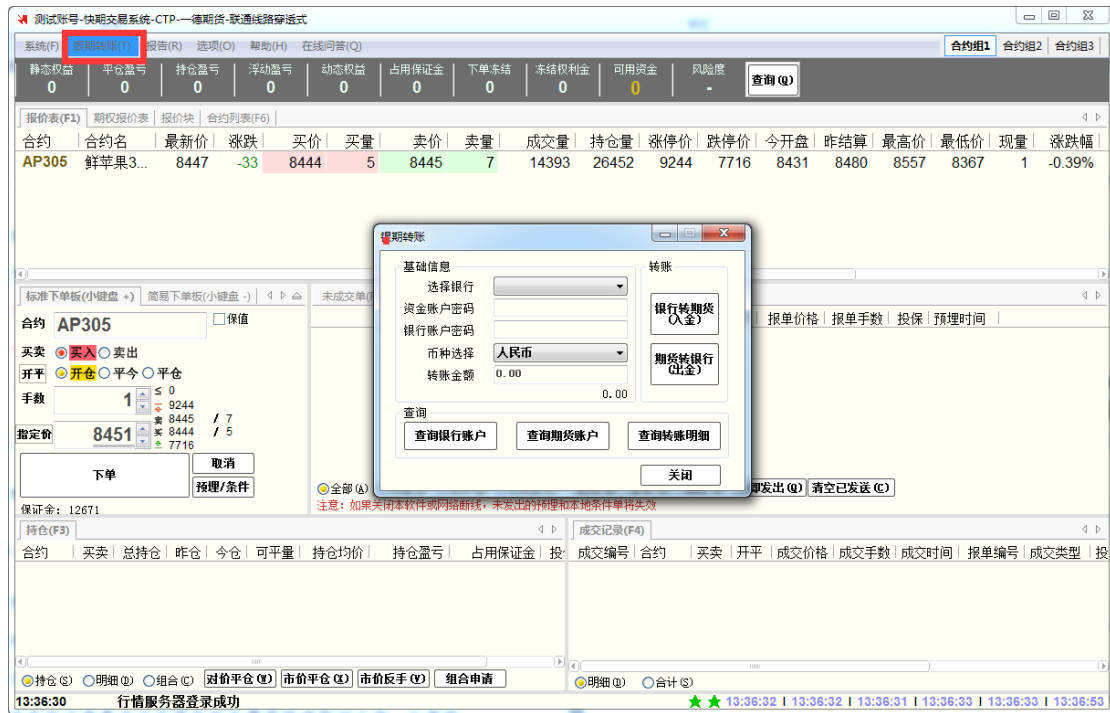 测试账号-快期交易系统-CTP-一德期货-联通线路穿透式
系统(F) 银期转账(T) 报告(R) 选项(O) 帮助(H) 在线问答(Q) 合约组1 合约组2 合约组3
静态权益 平仓盈亏 持仓盈亏 浮动盈亏 动态权益 占用保证金 下单冻结 冻结权利金 可用资金 风险度 查询(Q)
0 0 0 0 0 0 0 0 0 -
报价表(F1) 期权报价表 报价块 合约列表(F6)
合约 合约名 最新价 涨跌 买价 买量 卖价 卖量 成交量 持仓量 涨停价 跌停价 今开盘 昨结算 最高价 最低价 现量 涨跌幅
AP305 鲜苹果3... 8447 -33 8444 5 8445 7 14393 26452 9244 7716 8431 8480 8557 8367 1 -0.39%
银期转账
基础信息 转账
选择银行
资金账户密码
银行账户密码
币种选择 人民币
转账金额 0.00
0.00
银行转期货
(入金)
期货转银行
(出金)
查询
查询银行账户 查询期货账户 查询转账明细
关闭
标准下单板(小键盘 +) 简易下单板(小键盘 -)
合约 AP305 保值
买卖 买入 卖出
开平 开仓 平今 平仓
手数 1 ≤ 0
9244
卖 8445 / 7
指定价 8451 买 8444 / 5
7716
下单 取消
预埋/条件
保证金: 12671
未成交单
报单价格 报单手数 投保 预埋时间
全部(A) 发出(Q) 清空已发送(C)
注意: 如果关闭本软件或网络断线, 未发出的预埋和本地条件单将失效
持仓(F3)
合约 买卖 总持仓 昨仓 今仓 可平量 持仓均价 持仓盈亏 占用保证金 投
持仓(S) 明细(D) 组合(C) 对价平仓(W) 市价平仓(X) 市价反手(V) 组合申请
成交记录(F4)
成交编号 合约 买卖 开平 成交价格 成交手数 成交时间 报单编号 成交类型 投
明细(D) 合计(S)
13:36:30 行情服务器登录成功 13:36:32 I 13:36:32 I 13:36:31 I 13:36:33 I 13:36:33 I 13:36:53